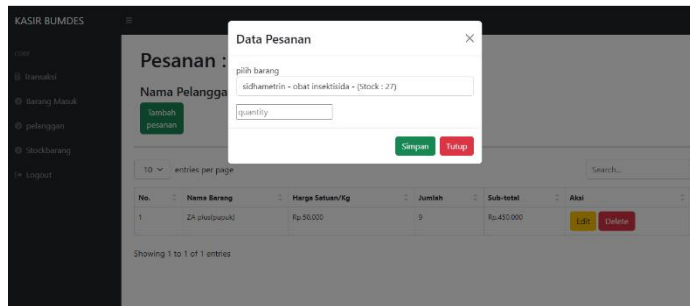 KASIR BUMDES
Data Pesanan
Pesanan :
pilih barang
sidhametrin - obat insektisida - (Stock : 27)
Transaksi
Nama Pelangga
Barang Masuk
quantity
Tambah
pesanan
pelanggan
Simpan
Tutup
Stockbarang
Logout
10
entries per page
Search...
No.
Nama Barang
Harga Satuan/Kg
Jumlah
Sub-total
Aksi
1
ZA plus(pupuk)
Rp.50.000
9
Rp.450.000
Edit
Delete
Showing 1 to 1 of 1 entries